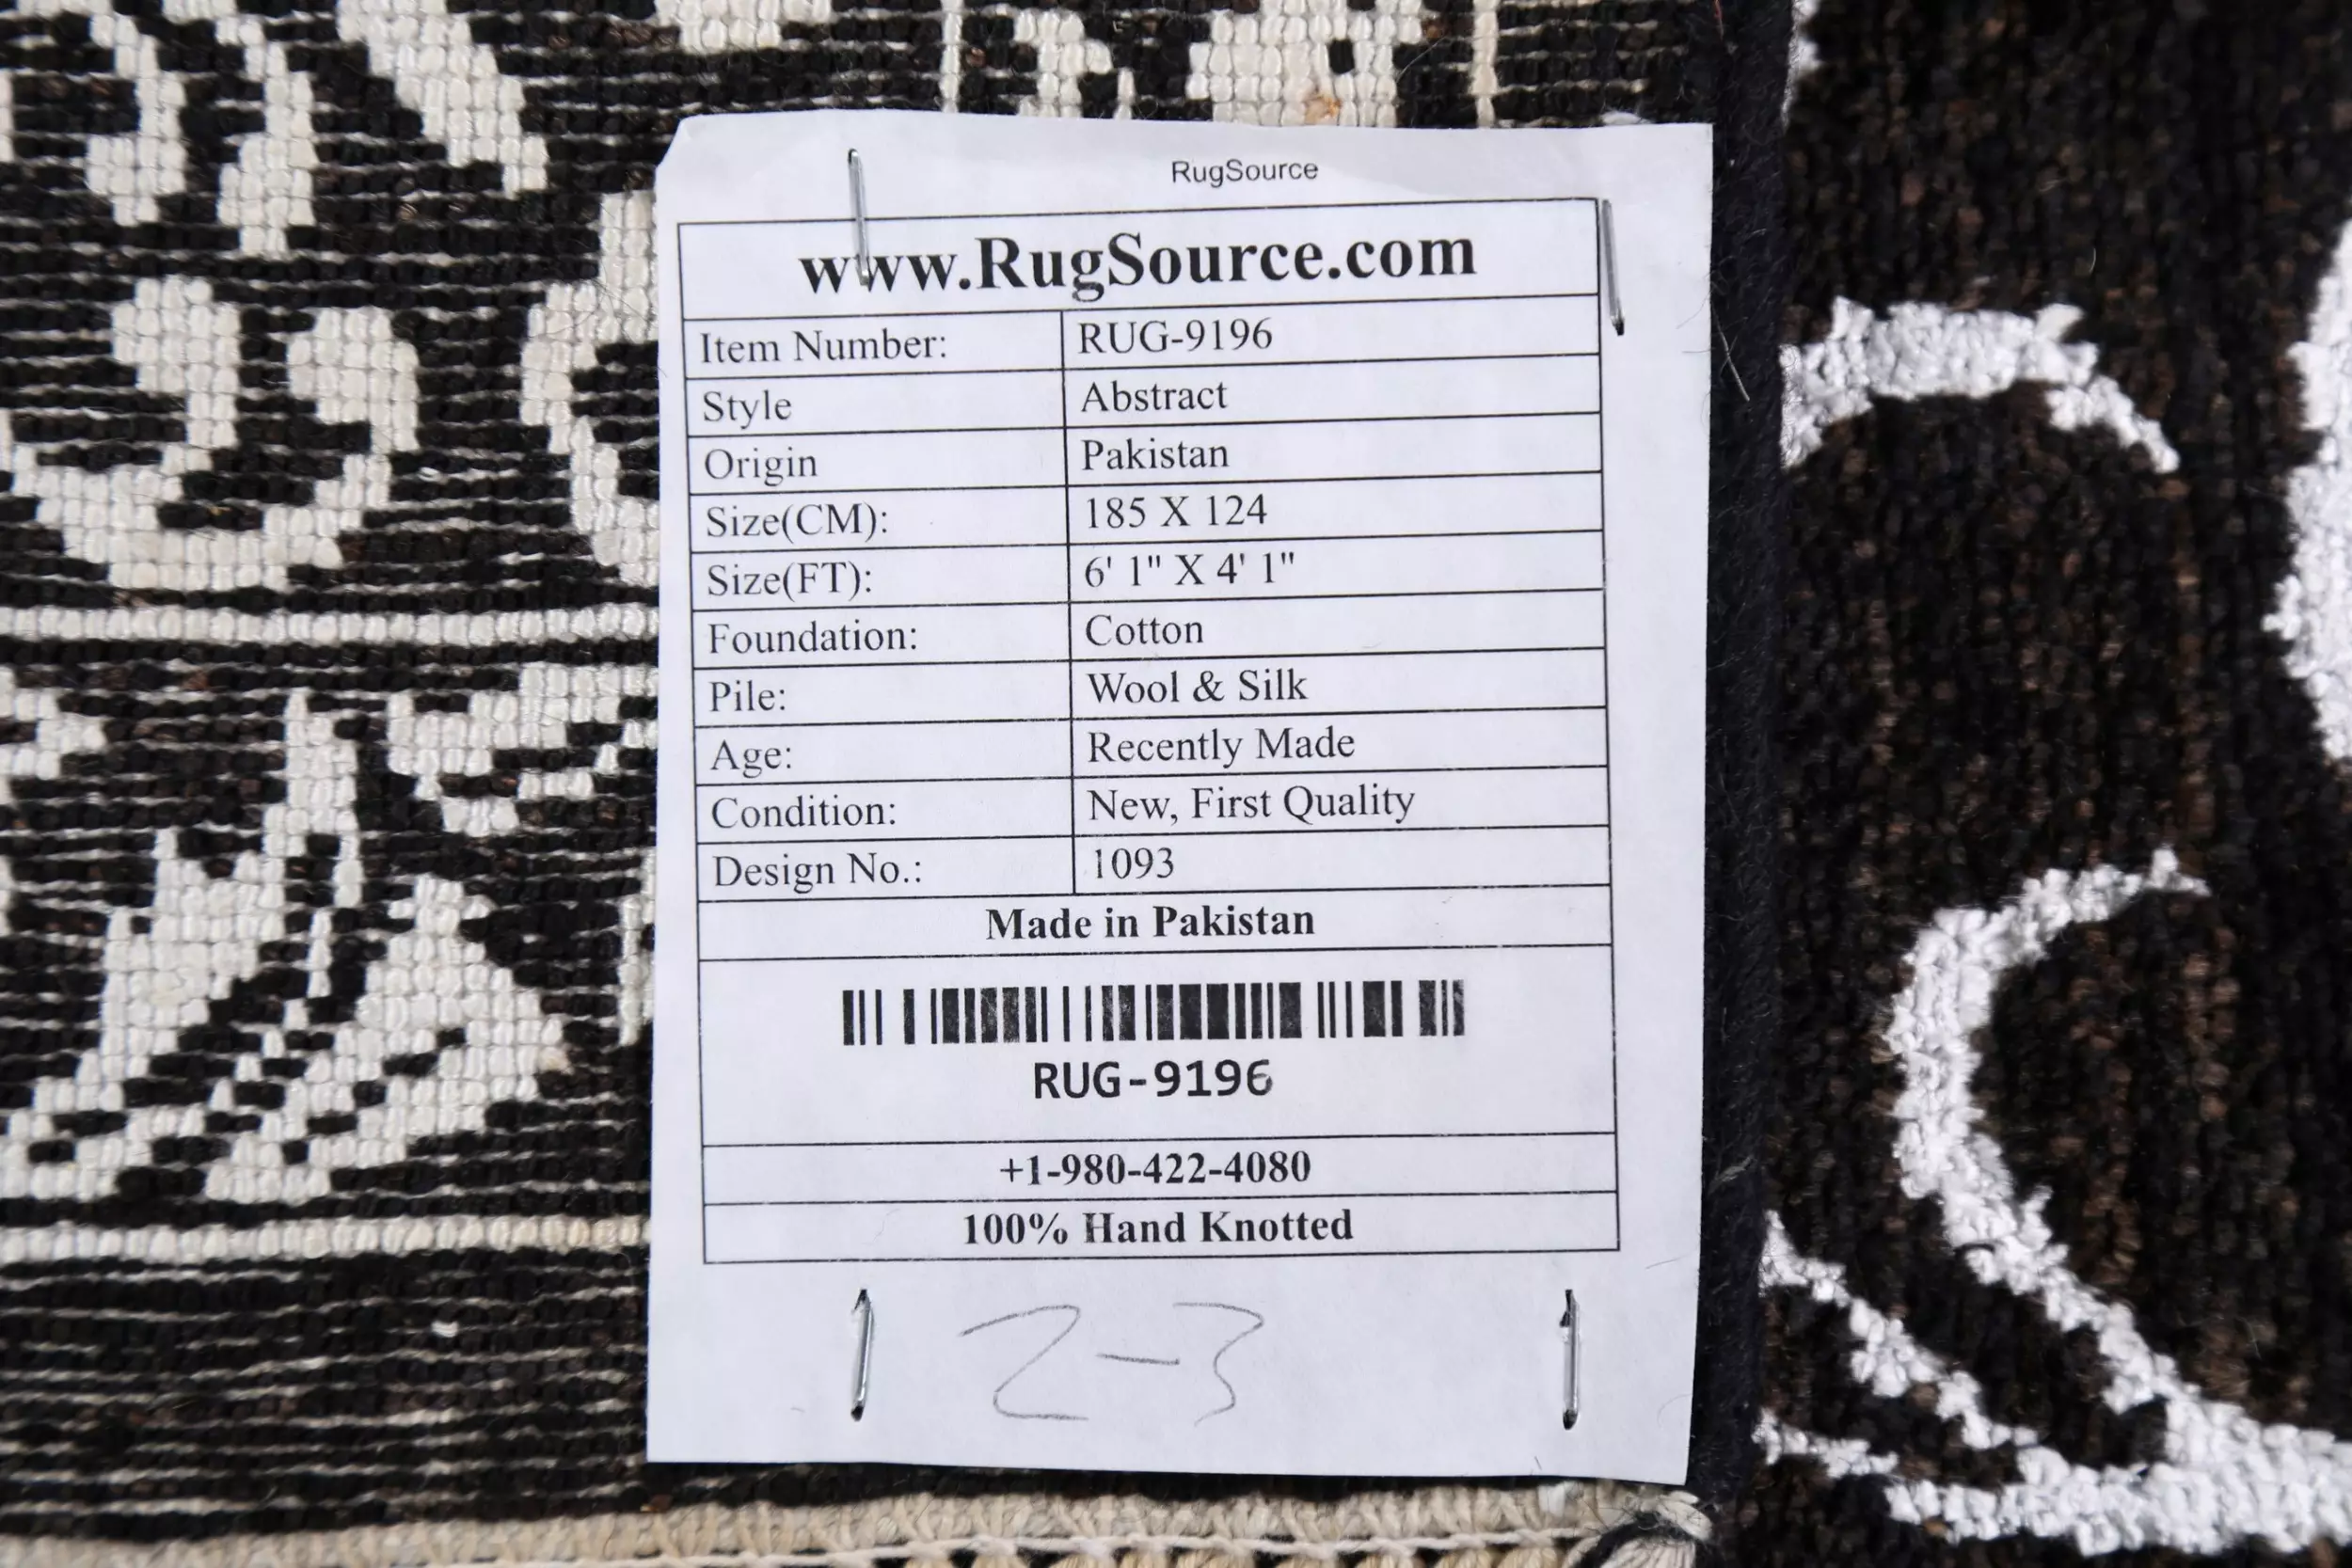 RugSource
www.RugSource.com
Item Number: RUG-9196
Style Abstract
Origin Pakistan
Size(CM): 185 X 124
Size(FT): 6' 1" X 4' 1"
Foundation: Cotton
Pile: Wool & Silk
Age: Recently Made
Condition: New, First Quality
Design No.: 1093
Made in Pakistan
RUG-9196
+1-980-422-4080
100% Hand Knotted
2-3